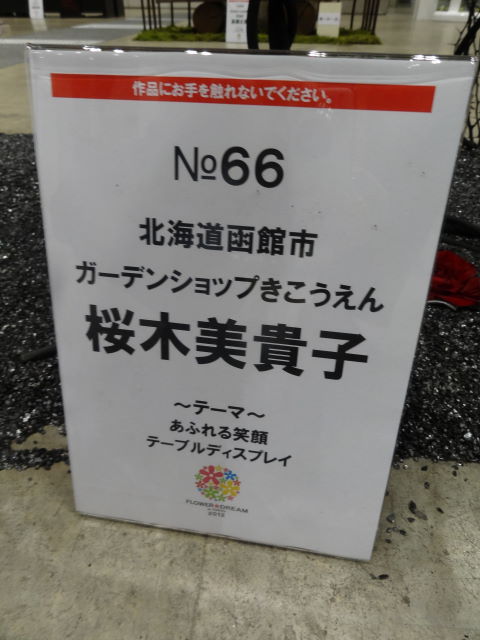 作品にお手を触れないでください。
№66
北海道函館市
ガーデンショップきこうえん
桜木美貴子
～テーマ～
あふれる笑顔
テーブルディスプレイ
FLOWER DREAM
2012